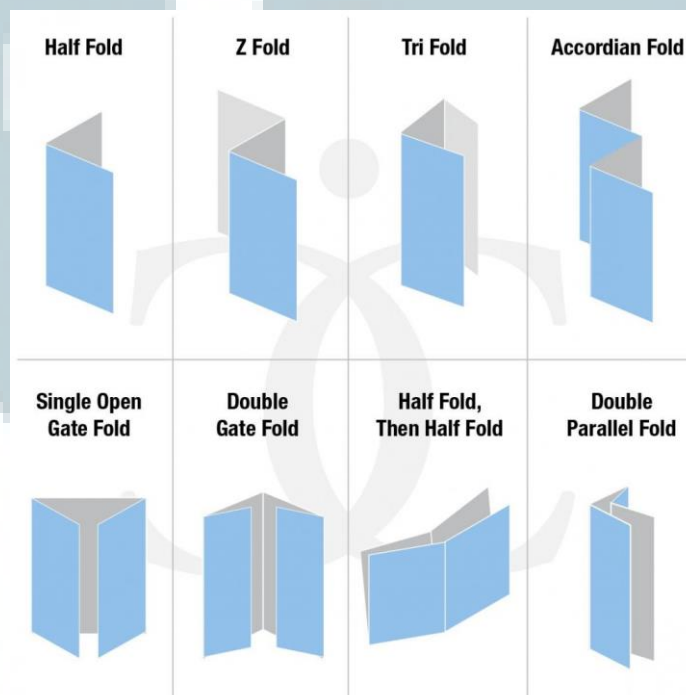 Half Fold
Z Fold
Tri Fold
Accordian Fold
Single Open
Gate Fold
Double
Gate Fold
Half Fold,
Then Half Fold
Double
Parallel Fold